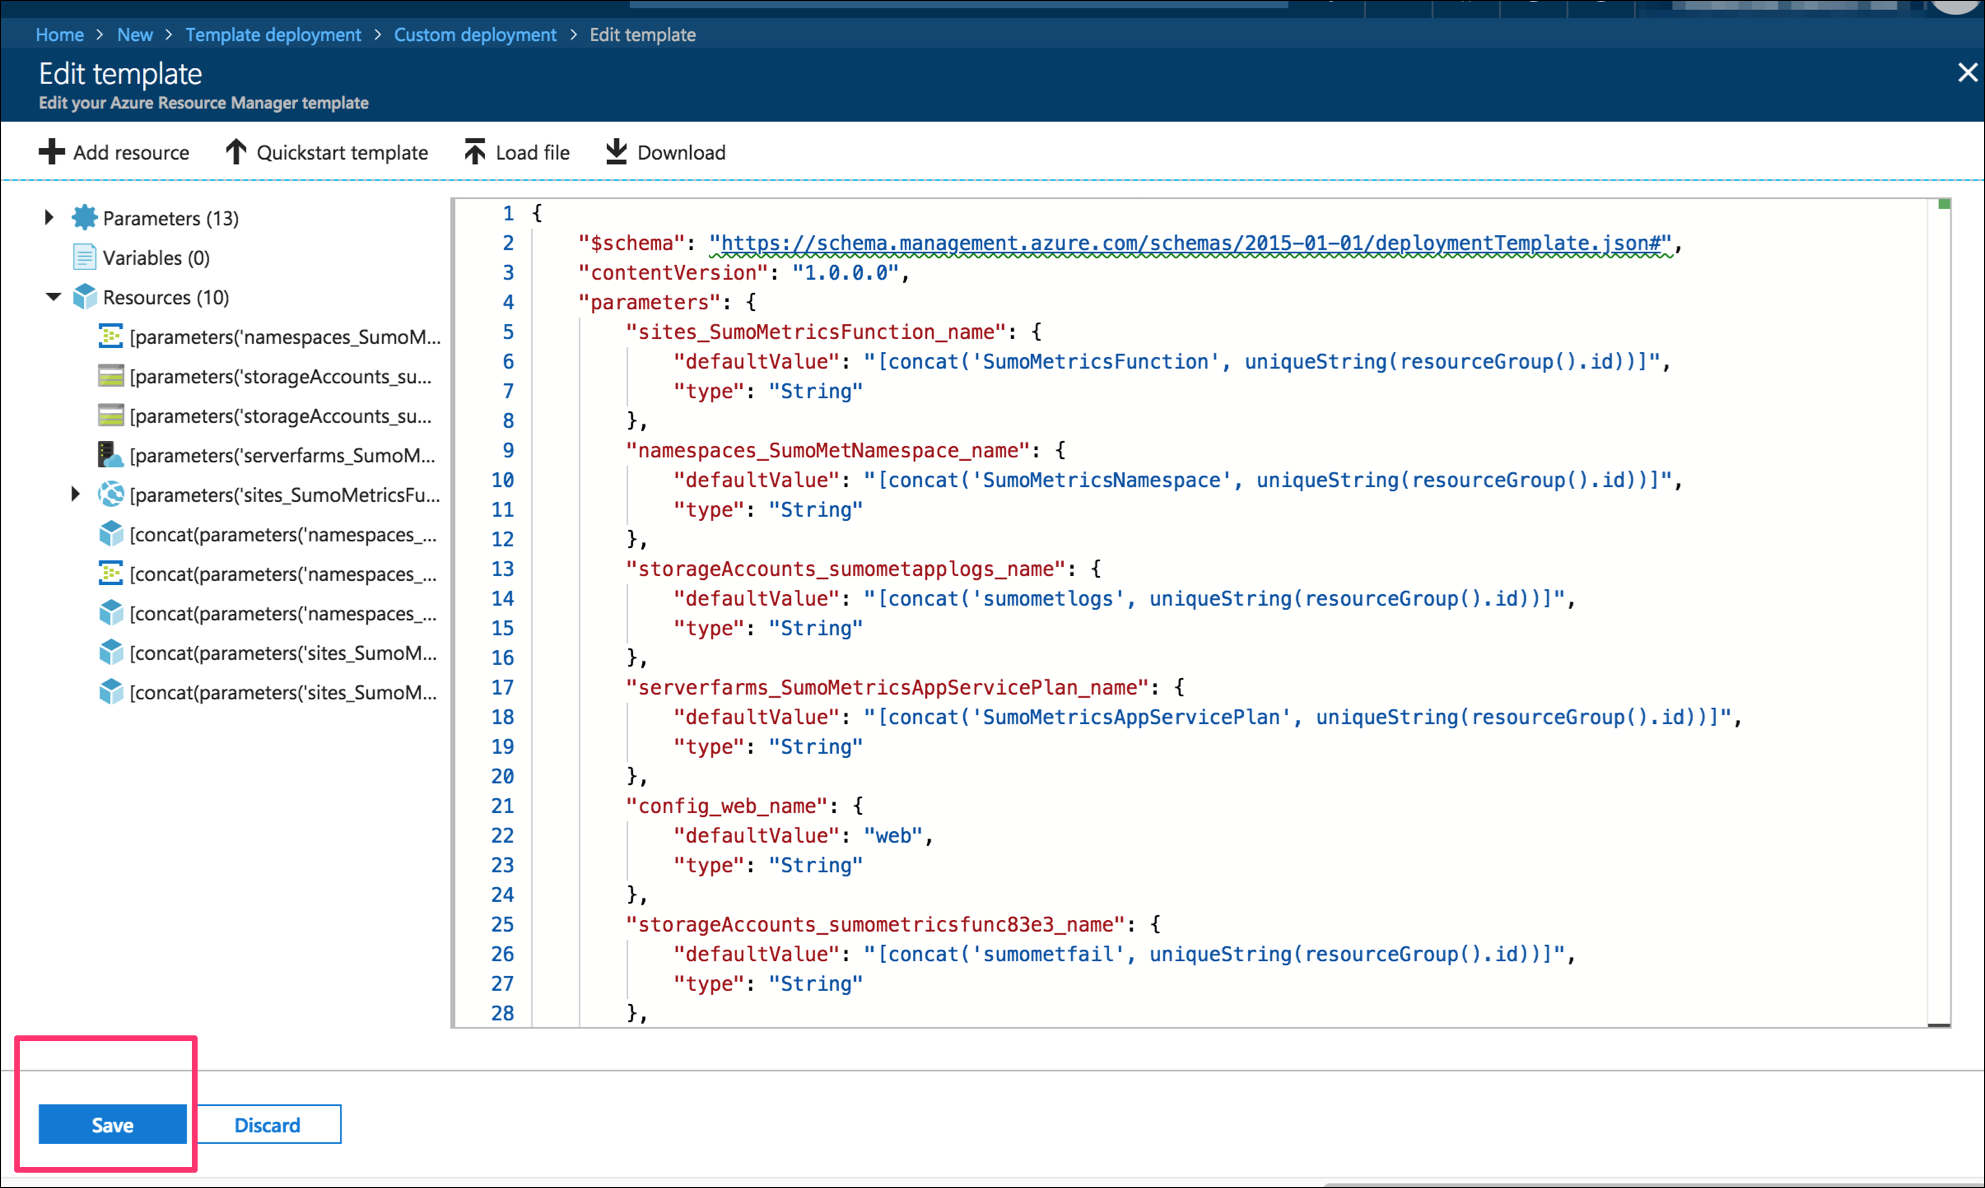 Home > New > Template deployment > Custom deployment > Edit template
Edit template
Edit your Azure Resource Manager template
Add resource Quickstart template Load file Download
Parameters (13)
Variables (0)
Resources (10)
[parameters('namespaces_SumoM...
[parameters('storageAccounts_su...
[parameters('storageAccounts_su...
[parameters('serverfarms_SumoM...
[parameters('sites_SumoMetricsFu...
[concat(parameters('namespaces_...
[concat(parameters('namespaces_...
[concat(parameters('namespaces_...
[concat(parameters('sites_SumoM...
[concat(parameters('sites_SumoM...
1 {
2 "$schema": "https://schema.management.azure.com/schemas/2015-01-01/deploymentTemplate.json#",
3 "contentVersion": "1.0.0.0",
4 "parameters": {
5 "sites_SumoMetricsFunction_name": {
6 "defaultValue": "[concat('SumoMetricsFunction', uniqueString(resourceGroup().id))]",
7 "type": "String"
8 },
9 "namespaces_SumoMetNamespace_name": {
10 "defaultValue": "[concat('SumoMetricsNamespace', uniqueString(resourceGroup().id))]",
11 "type": "String"
12 },
13 "storageAccounts_sumometapplogs_name": {
14 "defaultValue": "[concat('sumometlogs', uniqueString(resourceGroup().id))]",
15 "type": "String"
16 },
17 "serverfarms_SumoMetricsAppServicePlan_name": {
18 "defaultValue": "[concat('SumoMetricsAppServicePlan', uniqueString(resourceGroup().id))]",
19 "type": "String"
20 },
21 "config_web_name": {
22 "defaultValue": "web",
23 "type": "String"
24 },
25 "storageAccounts_sumometricsfunc83e3_name": {
26 "defaultValue": "[concat('sumometfail', uniqueString(resourceGroup().id))]",
27 "type": "String"
28 },
Save Discard